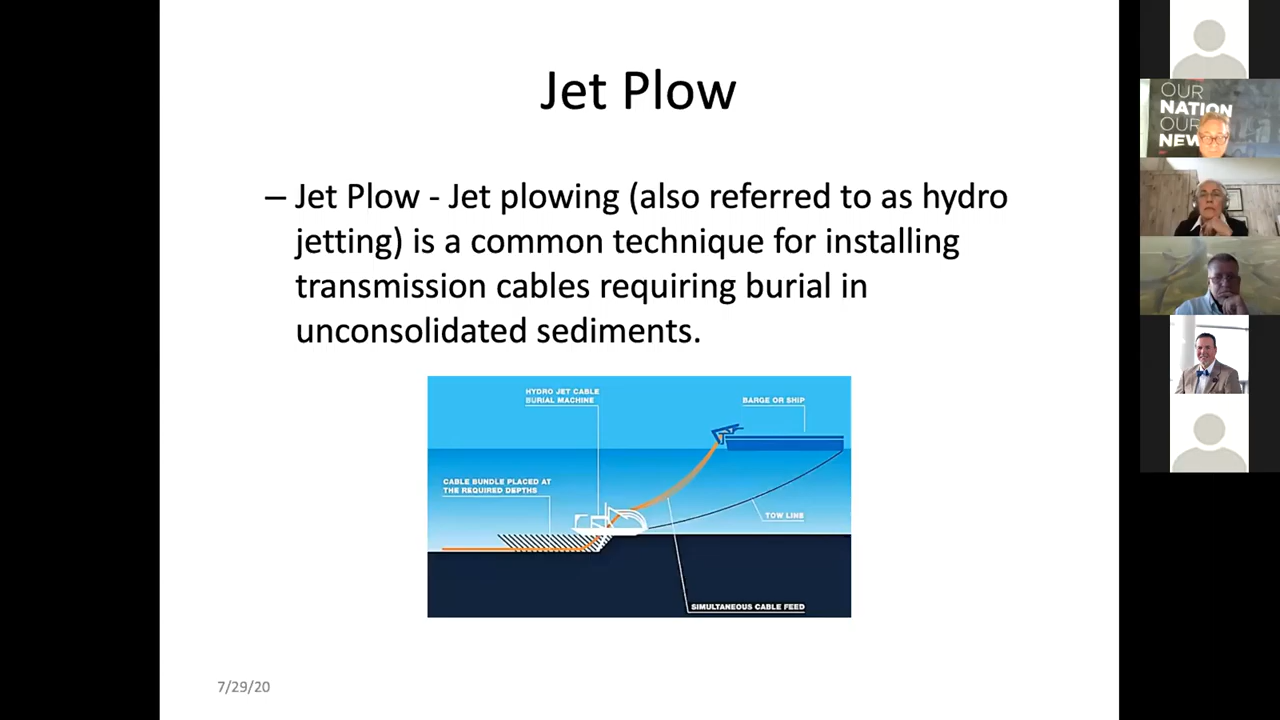 Jet Plow
– Jet Plow - Jet plowing (also referred to as hydro
jetting) is a common technique for installing
transmission cables requiring burial in
unconsolidated sediments.
HYDRO JET CABLE
BURIAL MACHINE
BARGE OR SHIP
CABLE BUNDLE PLACED AT
THE REQUIRED DEPTHS
TOW LINE
SIMULTANEOUS CABLE FEED
7/29/20
OUR
NATION
OUR
NEW